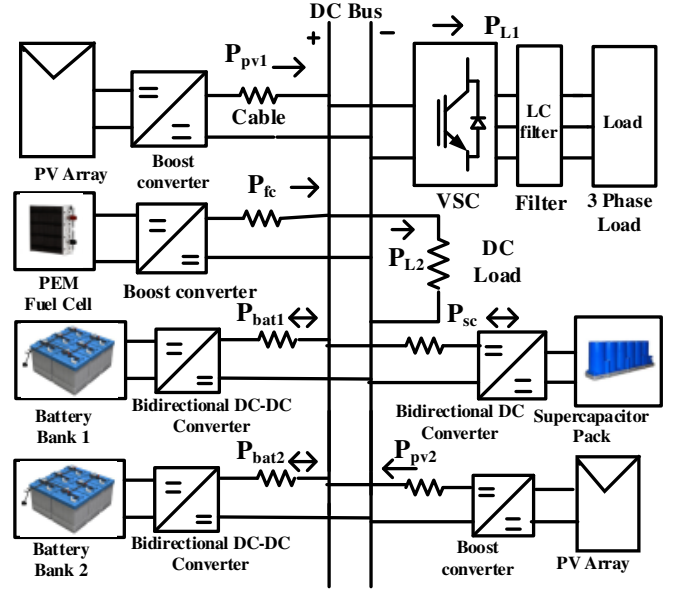 DC Bus
+
−
P_pv1
P_L1
Cable
PV Array
Boost
converter
VSC
LC
filter
Filter
Load
3 Phase
Load
P_fc
PEM
Fuel Cell
Boost converter
P_L2
DC
Load
P_bat1
Battery
Bank 1
Bidirectional DC-DC
Converter
P_sc
Bidirectional DC
Converter
Supercapacitor
Pack
P_bat2
Battery
Bank 2
Bidirectional DC-DC
Converter
P_pv2
Boost
converter
PV Array